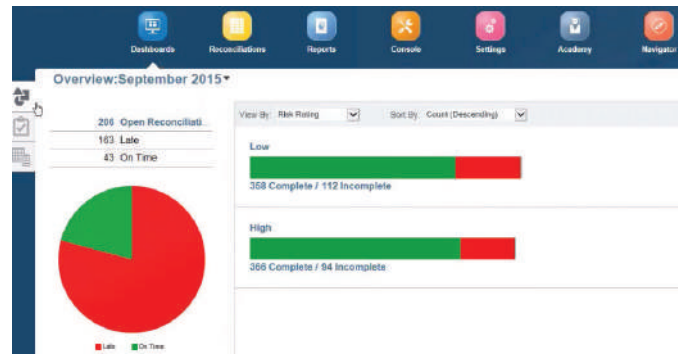 Dashboards Reconciliations Reports Console Settings Academy Navigator
Overview:September 2015
206 Open Reconciliati..
163 Late
43 On Time
View By: Risk Rating Sort By: Count (Descending)
Low
358 Complete / 112 Incomplete
High
366 Complete / 94 Incomplete
Late On Time